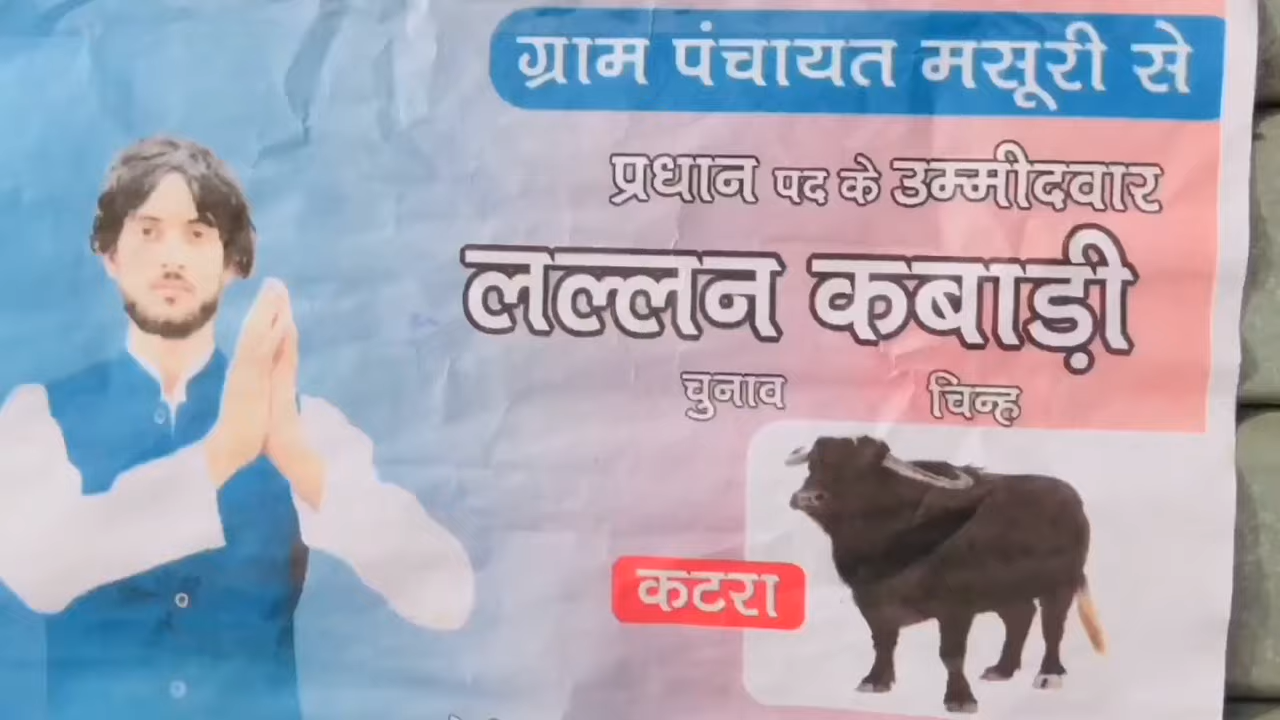 ग्राम पंचायत मसूरी से
प्रधान पद के उम्मीदवार
लल्लन कबाड़ी
चुनाव चिन्ह
कटरा